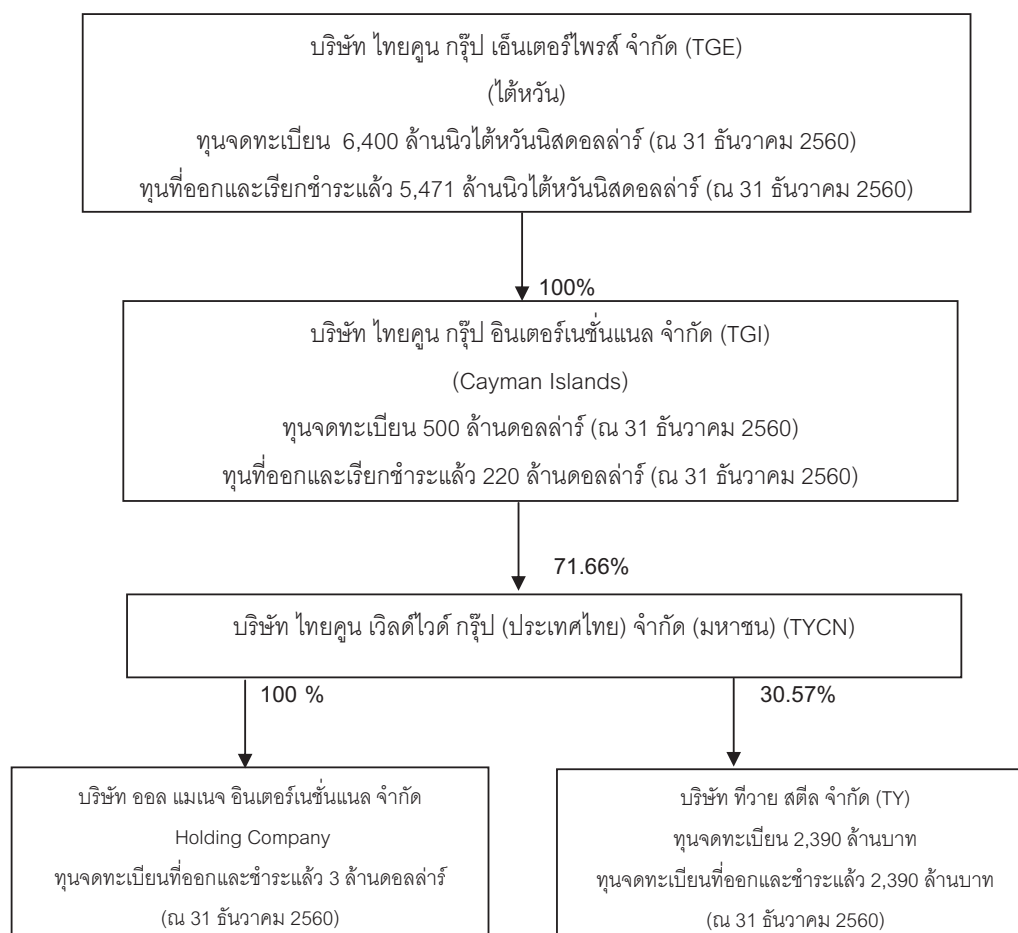 บริษัท ไทยคูน กรุ๊ป เอ็นเตอร์ไพรส์ จำกัด (TGE)
(ไต้หวัน)
ทุนจดทะเบียน 6,400 ล้านนิวไต้หวันนิสดอลล่าร์ (ณ 31 ธันวาคม 2560)
ทุนที่ออกและเรียกชำระแล้ว 5,471 ล้านนิวไต้หวันนิสดอลล่าร์ (ณ 31 ธันวาคม 2560)
100%
บริษัท ไทยคูน กรุ๊ป อินเตอร์เนชั่นแนล จำกัด (TGI)
(Cayman Islands)
ทุนจดทะเบียน 500 ล้านดอลล่าร์ (ณ 31 ธันวาคม 2560)
ทุนที่ออกและเรียกชำระแล้ว 220 ล้านดอลล่าร์ (ณ 31 ธันวาคม 2560)
71.66%
บริษัท ไทยคูน เวิลด์ไวด์ กรุ๊ป (ประเทศไทย) จำกัด (มหาชน) (TYCN)
100 %
30.57%
บริษัท ออล แมเนจ อินเตอร์เนชั่นแนล จำกัด
Holding Company
ทุนจดทะเบียนที่ออกและชำระแล้ว 3 ล้านดอลล่าร์
(ณ 31 ธันวาคม 2560)
บริษัท ทีวาย สตีล จำกัด (TY)
ทุนจดทะเบียน 2,390 ล้านบาท
ทุนจดทะเบียนที่ออกและชำระแล้ว 2,390 ล้านบาท
(ณ 31 ธันวาคม 2560)